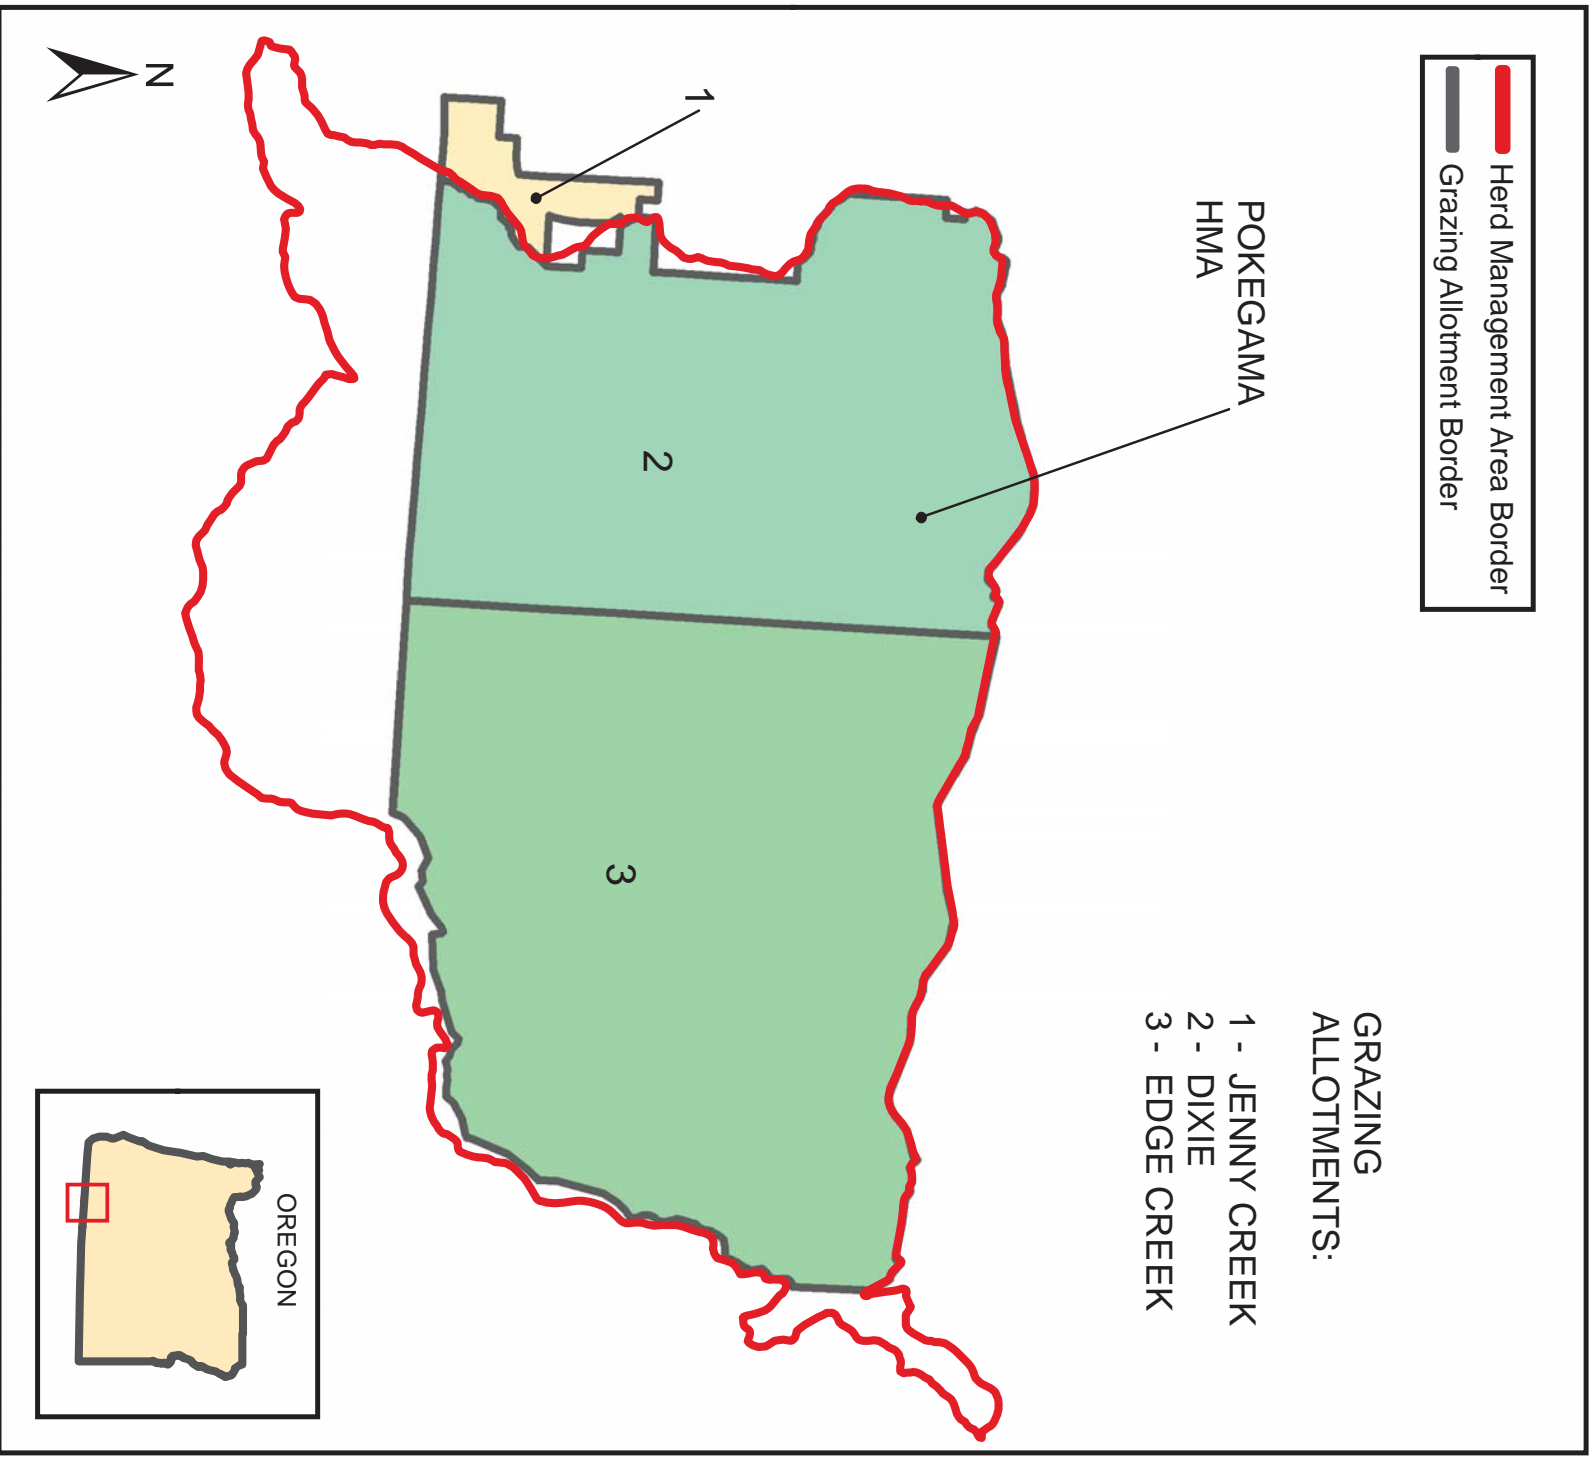 Herd Management Area Border
Grazing Allotment Border
POKEGAMA
HMA
1
2
3
GRAZING
ALLOTMENTS:
1 - JENNY CREEK
2 - DIXIE
3 - EDGE CREEK
N
OREGON